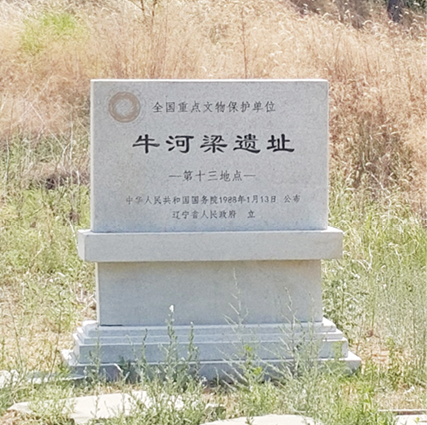 全国重点文物保护单位
牛河梁遗址
—第十三地点—
中华人民共和国国务院1988年1月13日 公布
辽宁省人民政府 立